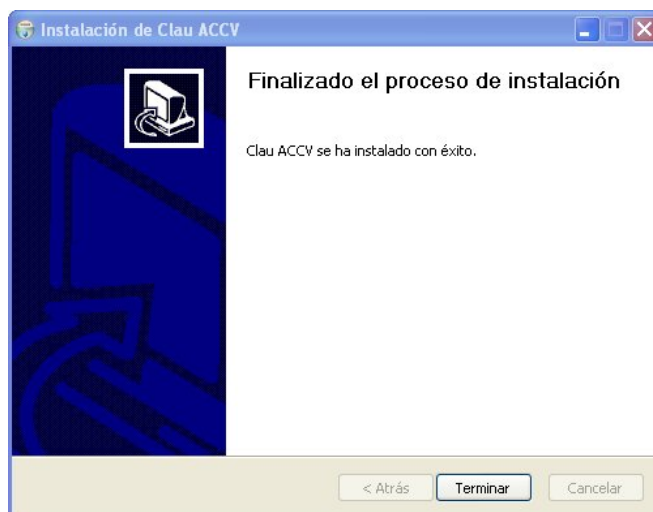 Instalación de Clau ACCV
Finalizado el proceso de instalación
Clau ACCV se ha instalado con éxito.
< Atrás
Terminar
Cancelar